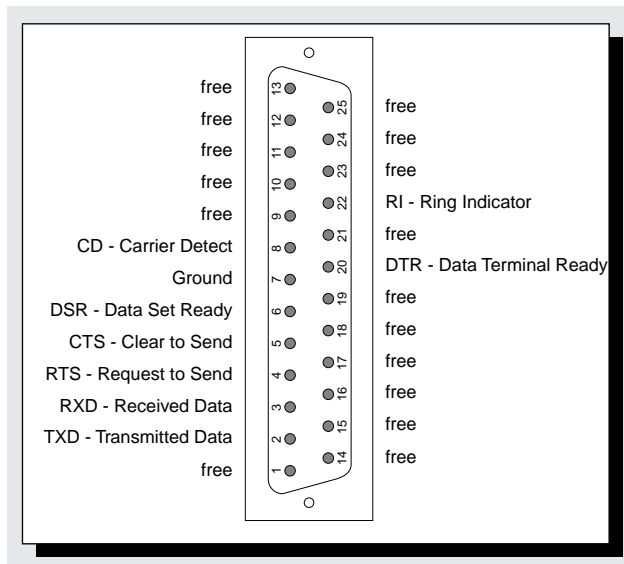 free
free
free
free
free
CD - Carrier Detect
Ground
DSR - Data Set Ready
CTS - Clear to Send
RTS - Request to Send
RXD - Received Data
TXD - Transmitted Data
free
13
12
11
10
9
8
7
6
5
4
3
2
1
25
24
23
22
21
20
19
18
17
16
15
14
free
free
free
RI - Ring Indicator
free
DTR - Data Terminal Ready
free
free
free
free
free
free